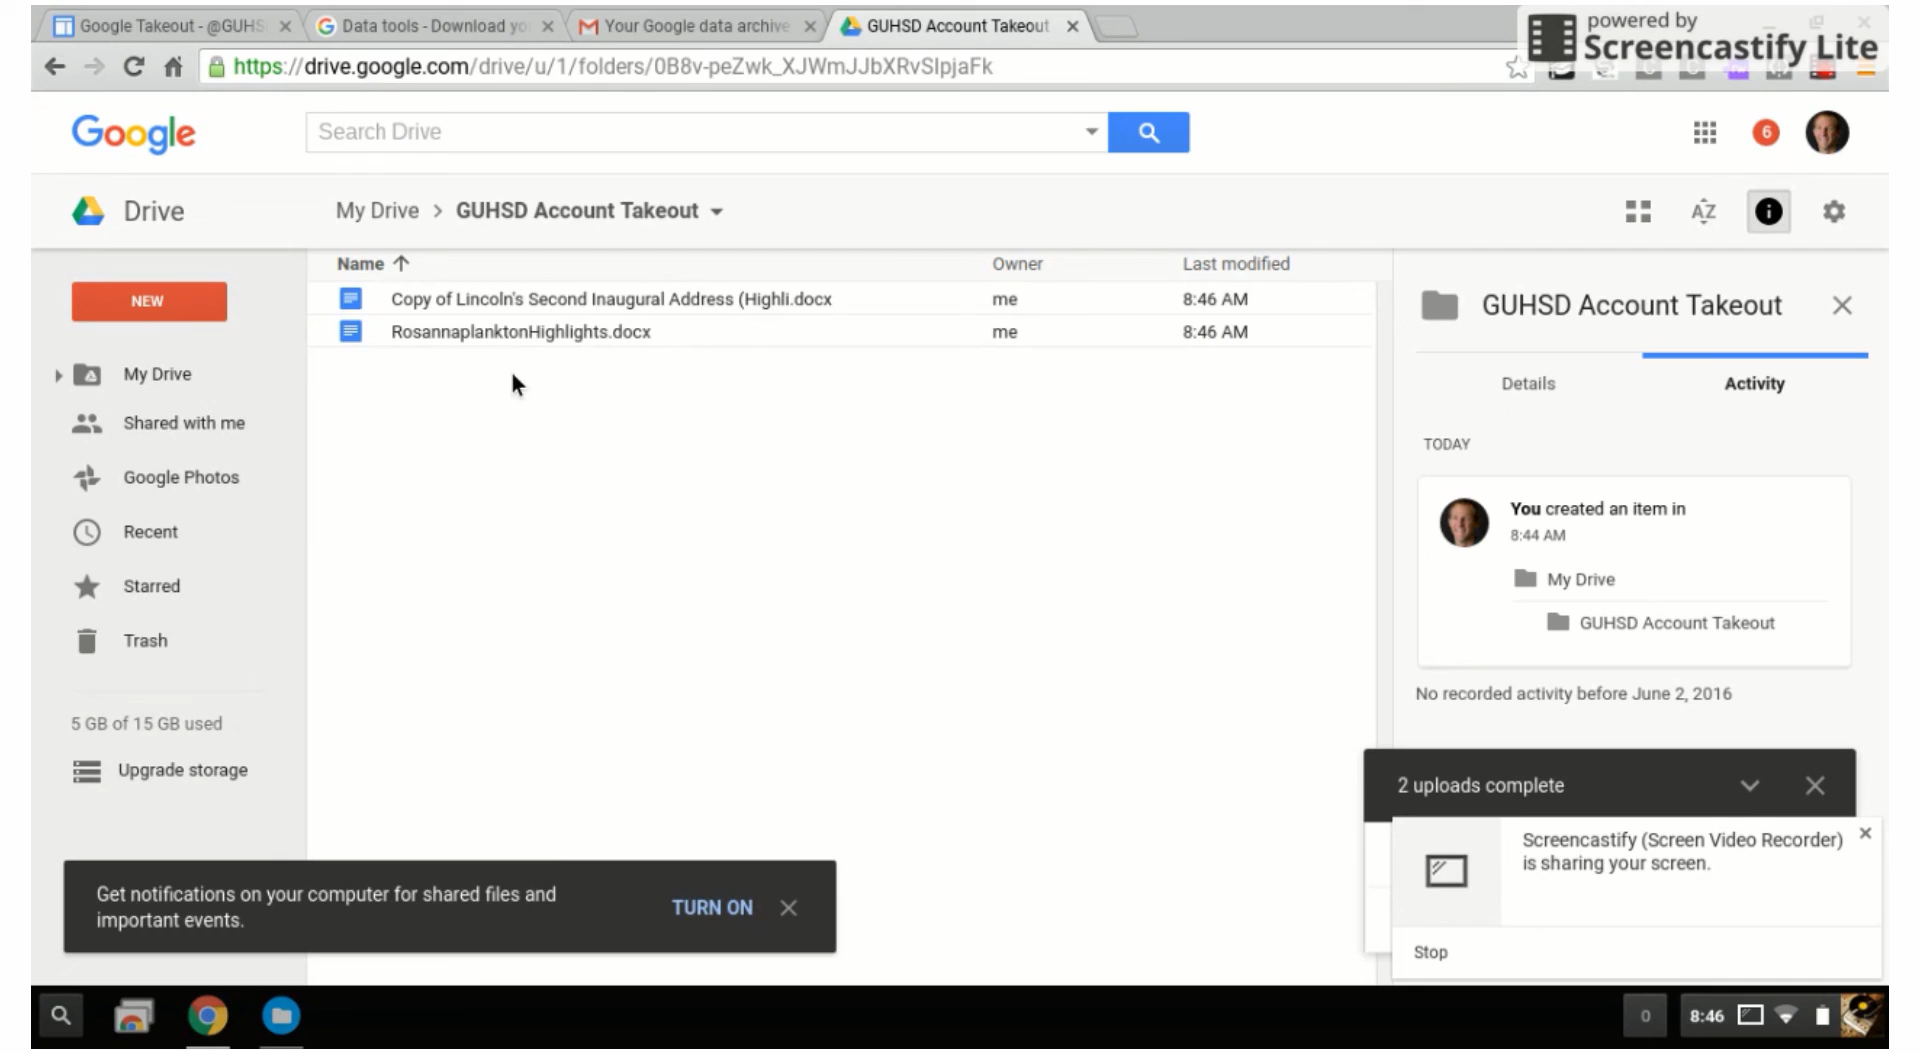 Google Takeout - @GUHS
Data tools - Download yo
Your Google data archive
GUHSD Account Takeout
powered by
Screencastify Lite
https://drive.google.com/drive/u/1/folders/0B8v-peZwk_XJWmJJbXRvSlpjaFk
Google
Search Drive
6
Drive
My Drive > GUHSD Account Takeout
AZ
NEW
My Drive
Shared with me
Google Photos
Recent
Starred
Trash
5 GB of 15 GB used
Upgrade storage
Name Owner Last modified
Copy of Lincoln's Second Inaugural Address (Highli.docx me 8:46 AM
RosannaplanktonHighlights.docx me 8:46 AM
GUHSD Account Takeout
Details Activity
TODAY
You created an item in
8:44 AM
My Drive
GUHSD Account Takeout
No recorded activity before June 2, 2016
2 uploads complete
Screencastify (Screen Video Recorder)
is sharing your screen.
Stop
Get notifications on your computer for shared files and
important events.
TURN ON
0
8:46